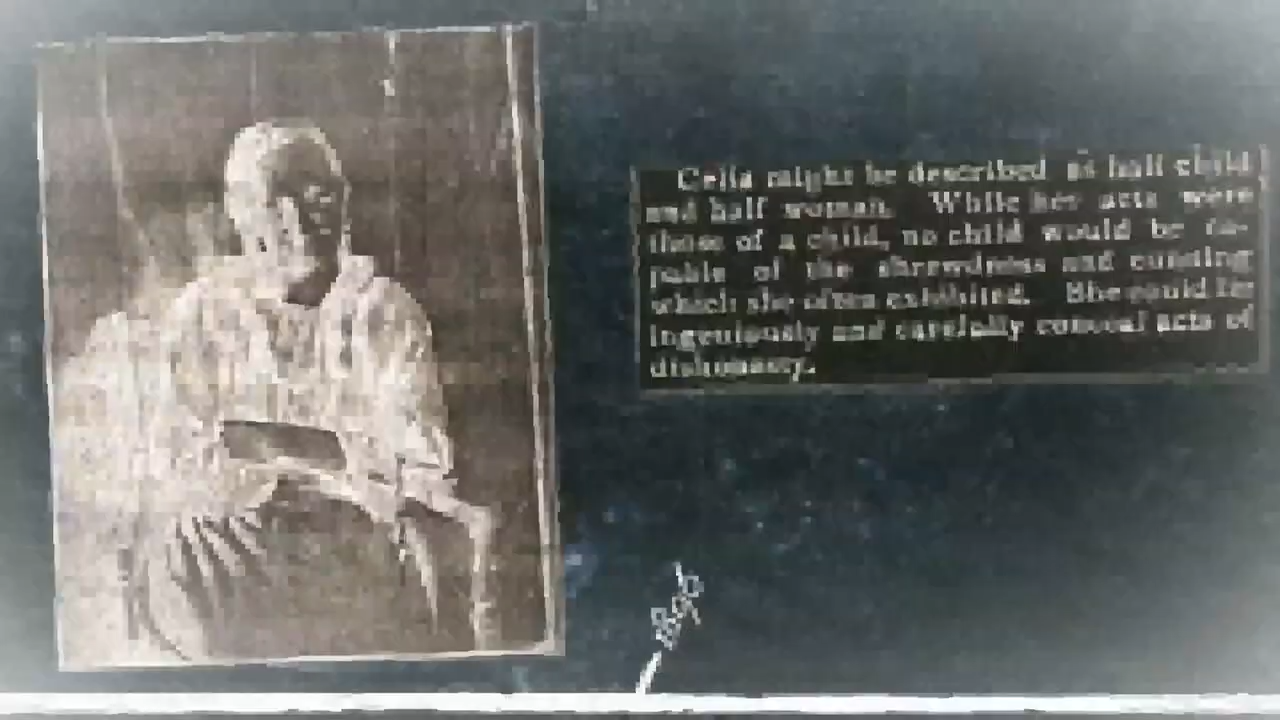 Celia might be described as half child
and half woman. While her acts were
those of a child, no child would be ca-
pable of the shrewdness and cunning
which she often exhibited. She could lie
ingeniously and carefully conceal acts of
dishonesty.